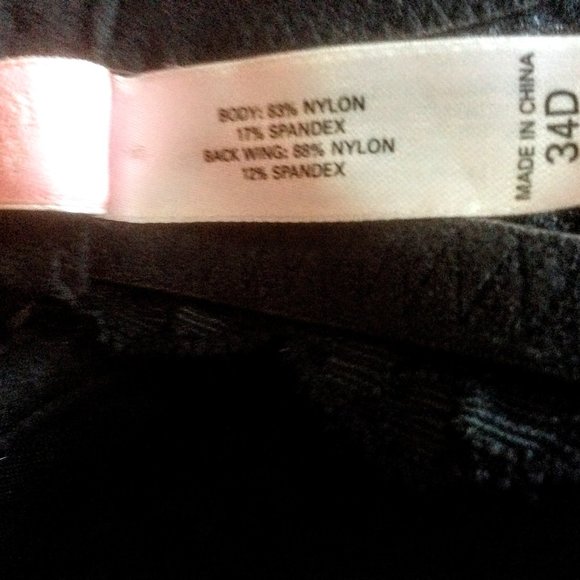 BODY: 83% NYLON
17% SPANDEX
BACK WING: 88% NYLON
12% SPANDEX
MADE IN CHINA
34D